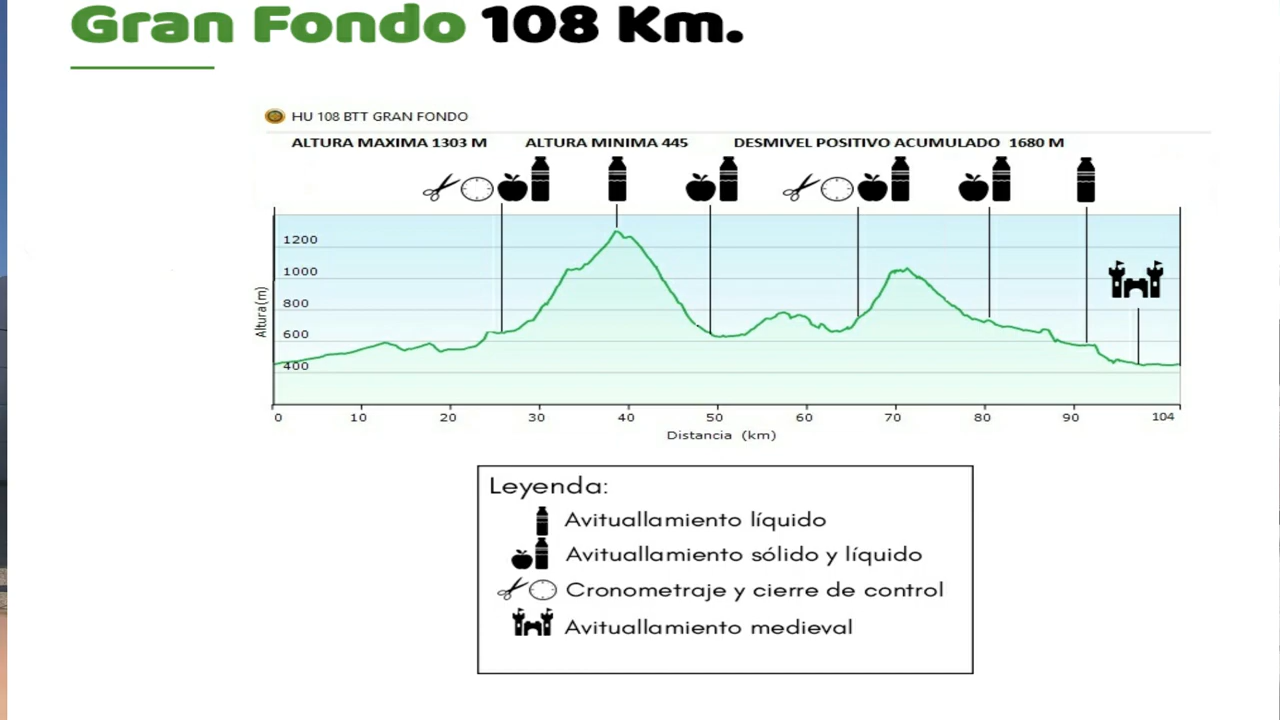 Gran Fondo 108 Km.
HU 108 BTT GRAN FONDO
ALTURA MAXIMA 1303 M ALTURA MINIMA 445 DESMIVEL POSITIVO ACUMULADO 1680 M
1200
1000
800
600
400
Altura(m)
0 10 20 30 40 50 60 70 80 90 104
Distancia (km)
Leyenda:
Avituallamiento líquido
Avituallamiento sólido y líquido
Cronometraje y cierre de control
Avituallamiento medieval